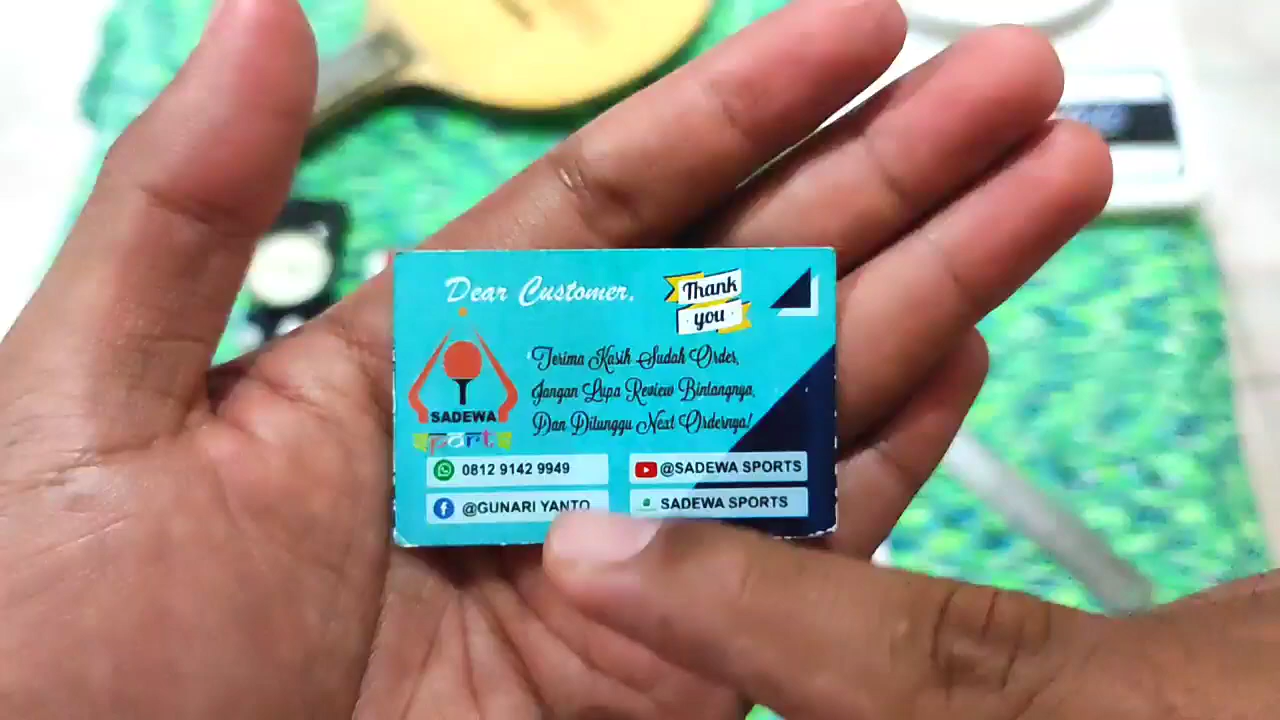 Dear Customer,
Thank
you
Terima Kasih Sudah Order,
Jangan Lupa Review Bintangnya,
Dan Ditunggu Next Ordernya!
SADEWA
Sports
0812 9142 9949
@SADEWA SPORTS
@GUNARI YANTO
SADEWA SPORTS